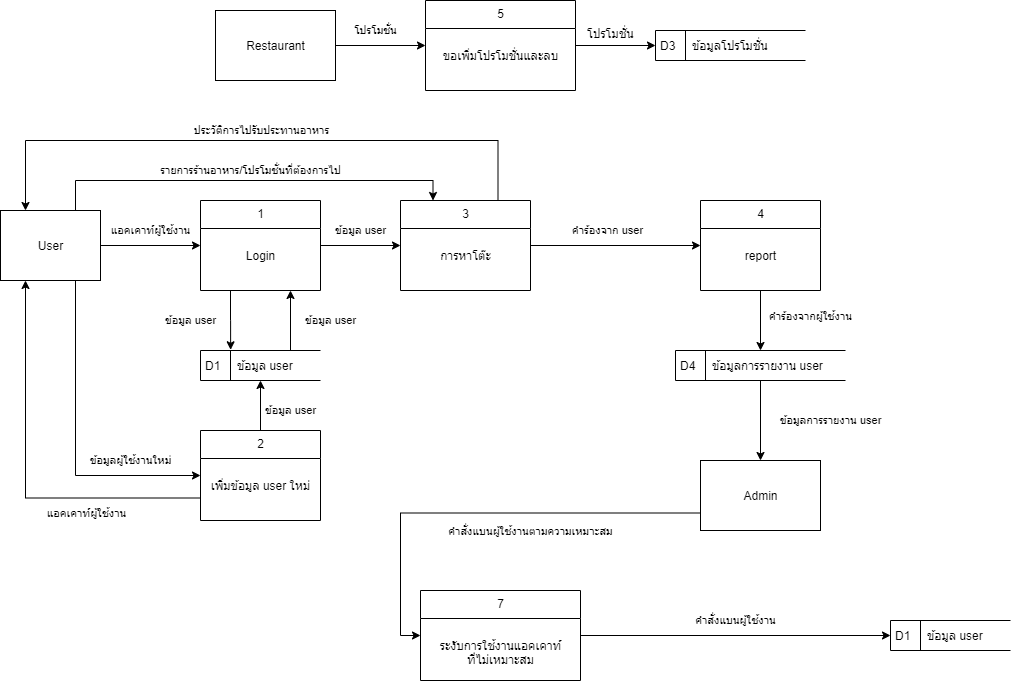 5
Restaurant
โปรโมชั่น
ขอเพิ่มโปรโมชั่นและลบ
โปรโมชั่น
D3
ข้อมูลโปรโมชั่น
ประวัติการไปรับประทานอาหาร
รายการร้านอาหาร/โปรโมชั่นที่ต้องการไป
User
แอคเคาท์ผู้ใช้งาน
1
Login
ข้อมูล user
3
การหาโต๊ะ
คำร้องจาก user
4
report
ข้อมูล user
ข้อมูล user
คำร้องจากผู้ใช้งาน
D1
ข้อมูล user
D4
ข้อมูลการรายงาน user
ข้อมูล user
ข้อมูลการรายงาน user
2
ข้อมูลผู้ใช้งานใหม่
เพิ่มข้อมูล user ใหม่
แอคเคาท์ผู้ใช้งาน
Admin
คำสั่งแบนผู้ใช้งานตามความเหมาะสม
7
ระงับการใช้งานแอคเคาท์
ที่ไม่เหมาะสม
คำสั่งแบนผู้ใช้งาน
D1
ข้อมูล user